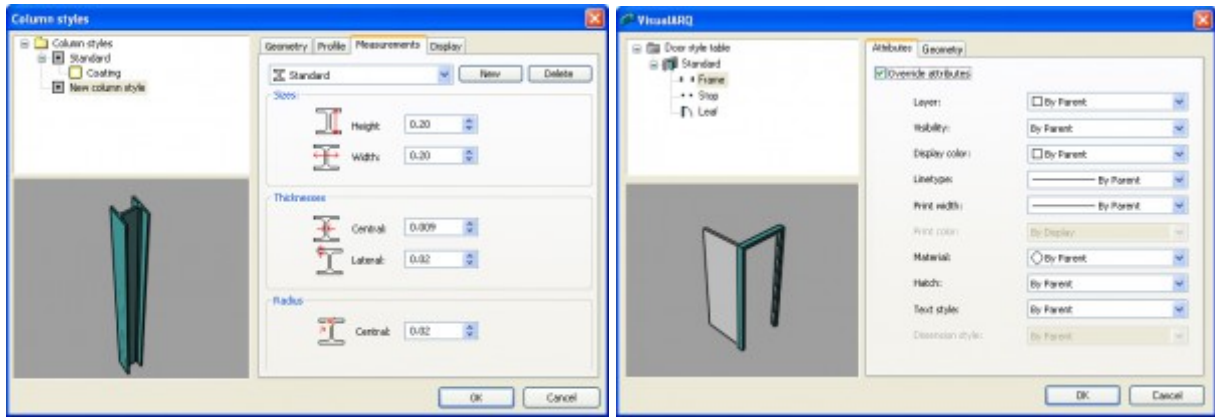 Column styles
Column styles
Standard
Coating
New column style
Geometry Profile Measurements Display
Standard New Delete
Sizes
Height: 0.20
Width: 0.20
Thicknesses
Central: 0.009
Lateral: 0.02
Radius
Central: 0.02
OK Cancel
VisualARQ
Door style table
Standard
Frame
Stop
Leaf
Attributes Geometry
Override attributes
Layer: By Parent
Visibility: By Parent
Display color: By Parent
Linetype: By Parent
Print width: By Parent
Print color: By Display
Material: By Parent
Hatch: By Parent
Text style: By Parent
Dimension style: By Parent
OK Cancel